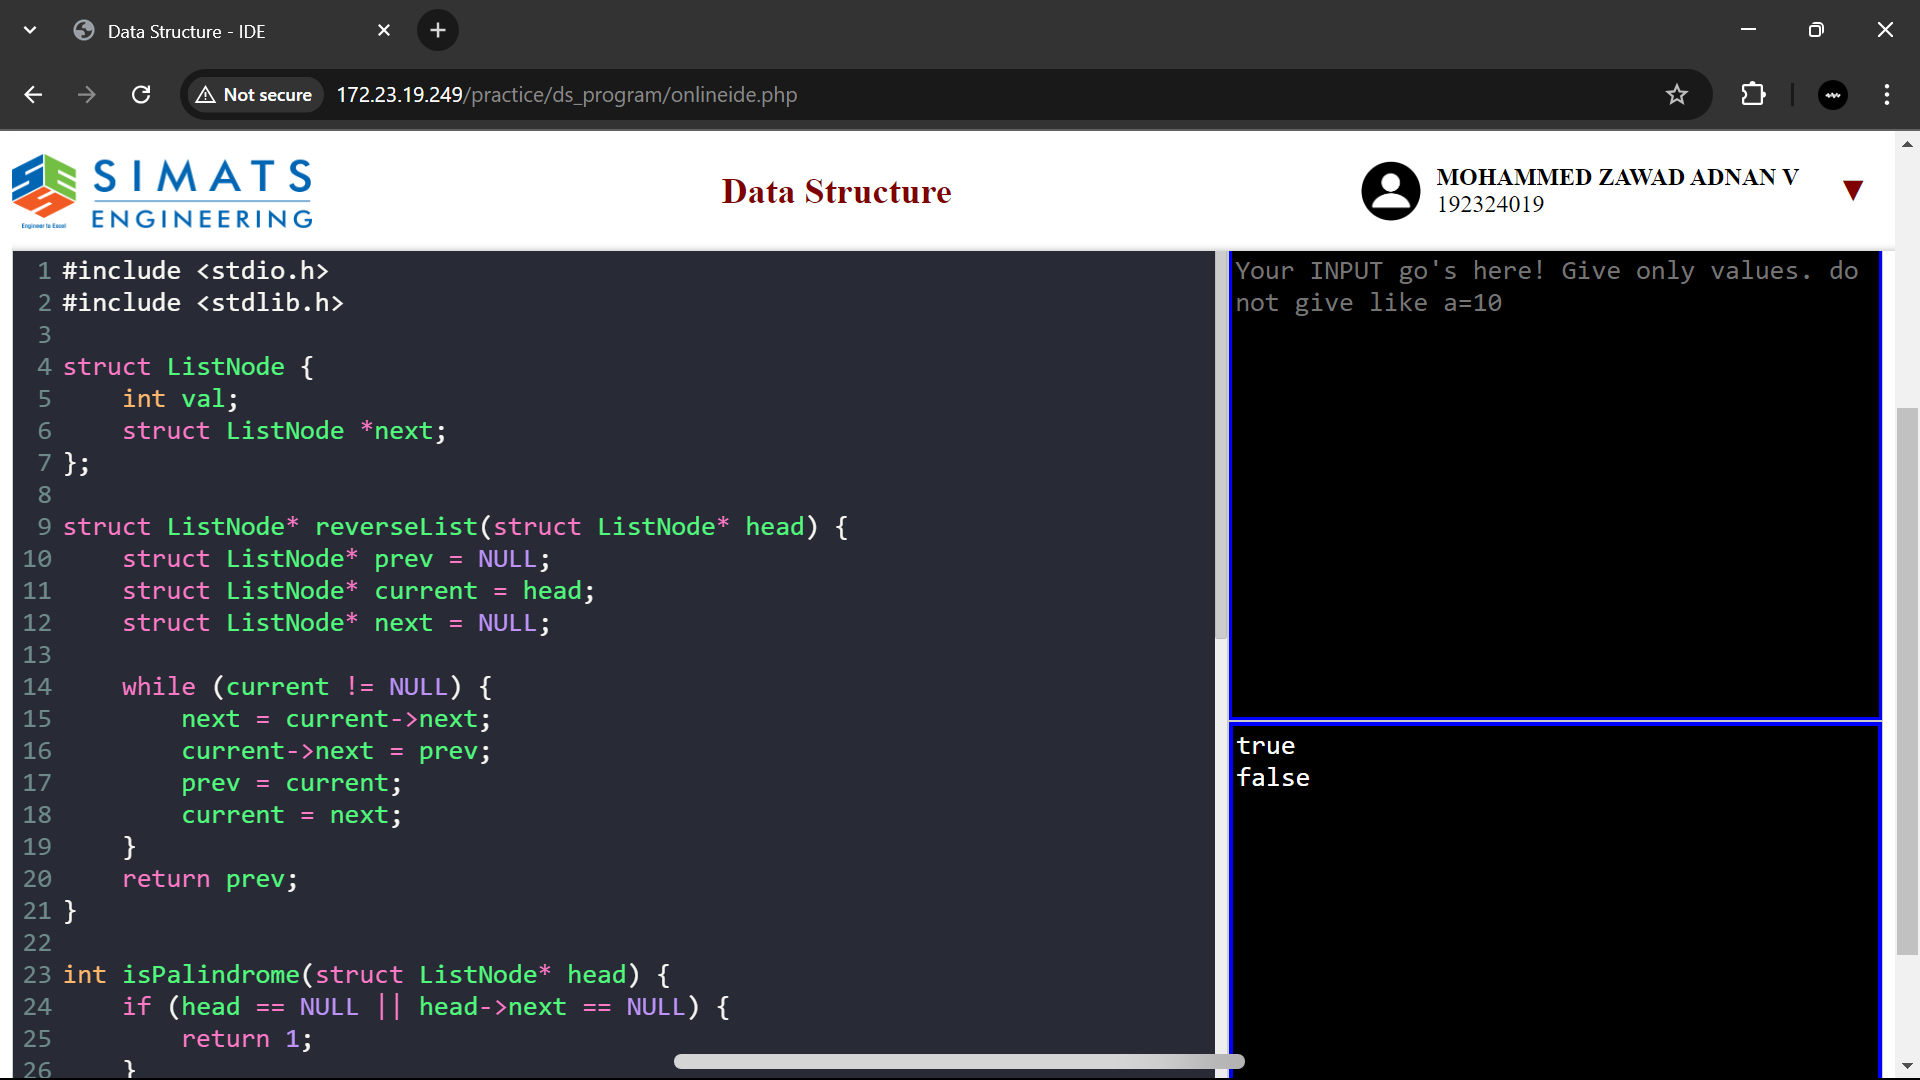 Data Structure - IDE
Not secure
172.23.19.249/practice/ds_program/onlineide.php
SIMATS
ENGINEERING
Engineer to Excel
Data Structure
MOHAMMED ZAWAD ADNAN V
192324019
1 #include <stdio.h>
2 #include <stdlib.h>
3
4 struct ListNode {
5     int val;
6     struct ListNode *next;
7 };
8
9 struct ListNode* reverseList(struct ListNode* head) {
10     struct ListNode* prev = NULL;
11     struct ListNode* current = head;
12     struct ListNode* next = NULL;
13
14     while (current != NULL) {
15         next = current->next;
16         current->next = prev;
17         prev = current;
18         current = next;
19     }
20     return prev;
21 }
22
23 int isPalindrome(struct ListNode* head) {
24     if (head == NULL || head->next == NULL) {
25         return 1;
26     }
Your INPUT go's here! Give only values. do
not give like a=10
true
false